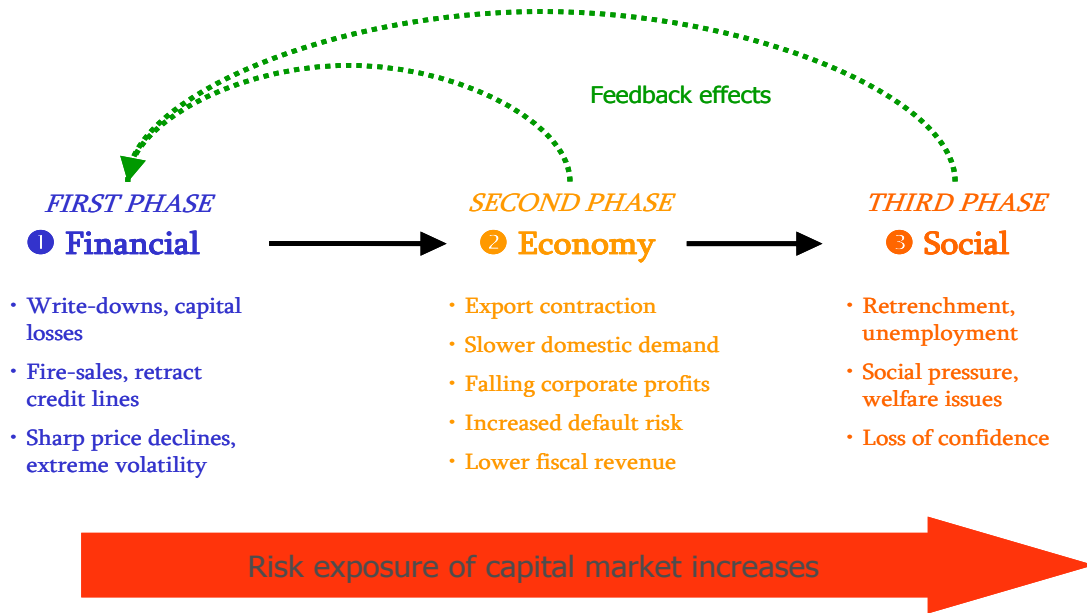 Feedback effects
FIRST PHASE
❶ Financial
• Write-downs, capital
losses
• Fire-sales, retract
credit lines
• Sharp price declines,
extreme volatility
SECOND PHASE
❷ Economy
• Export contraction
• Slower domestic demand
• Falling corporate profits
• Increased default risk
• Lower fiscal revenue
THIRD PHASE
❸ Social
• Retrenchment,
unemployment
• Social pressure,
welfare issues
• Loss of confidence
Risk exposure of capital market increases